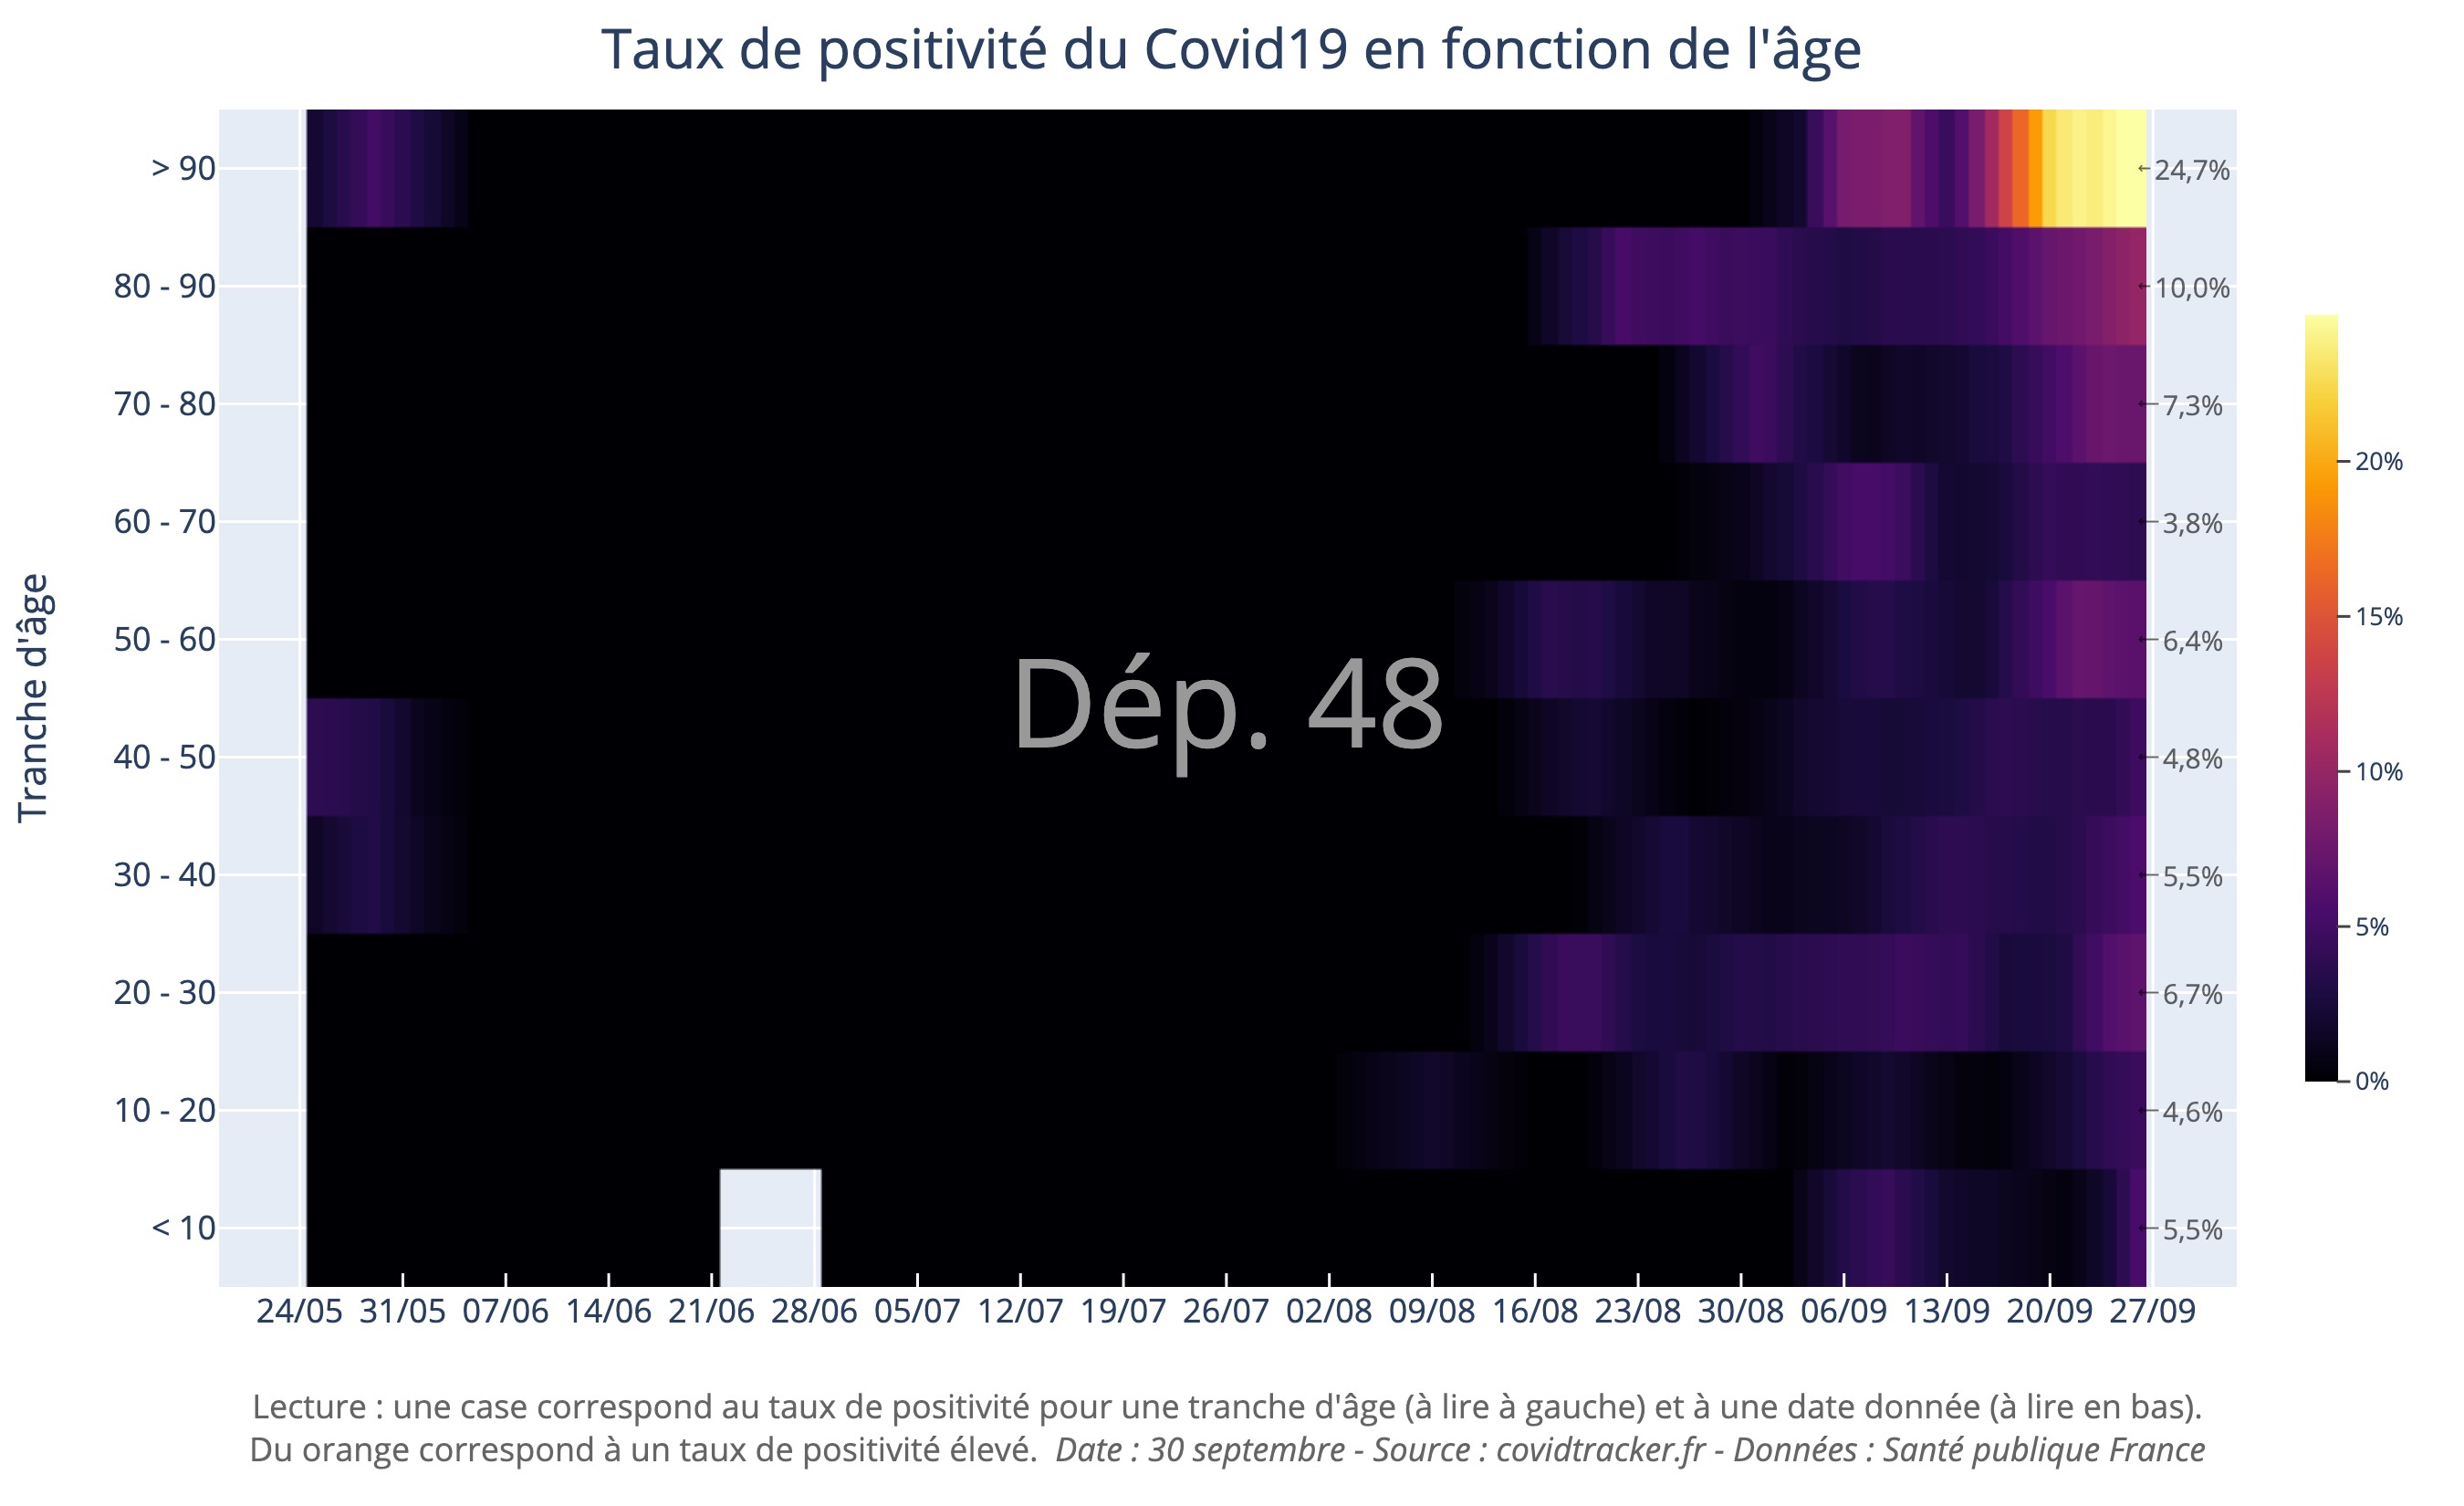 Taux de positivité du Covid19 en fonction de l'âge
Tranche d'âge
> 90
80 - 90
70 - 80
60 - 70
50 - 60
40 - 50
30 - 40
20 - 30
10 - 20
< 10
Dép. 48
←24,7%
←10,0%
←7,3%
←3,8%
←6,4%
←4,8%
←5,5%
←6,7%
←4,6%
←5,5%
20%
15%
10%
5%
0%
24/05 31/05 07/06 14/06 21/06 28/06 05/07 12/07 19/07 26/07 02/08 09/08 16/08 23/08 30/08 06/09 13/09 20/09 27/09
Lecture : une case correspond au taux de positivité pour une tranche d'âge (à lire à gauche) et à une date donnée (à lire en bas).
Du orange correspond à un taux de positivité élevé. Date : 30 septembre - Source : covidtracker.fr - Données : Santé publique France